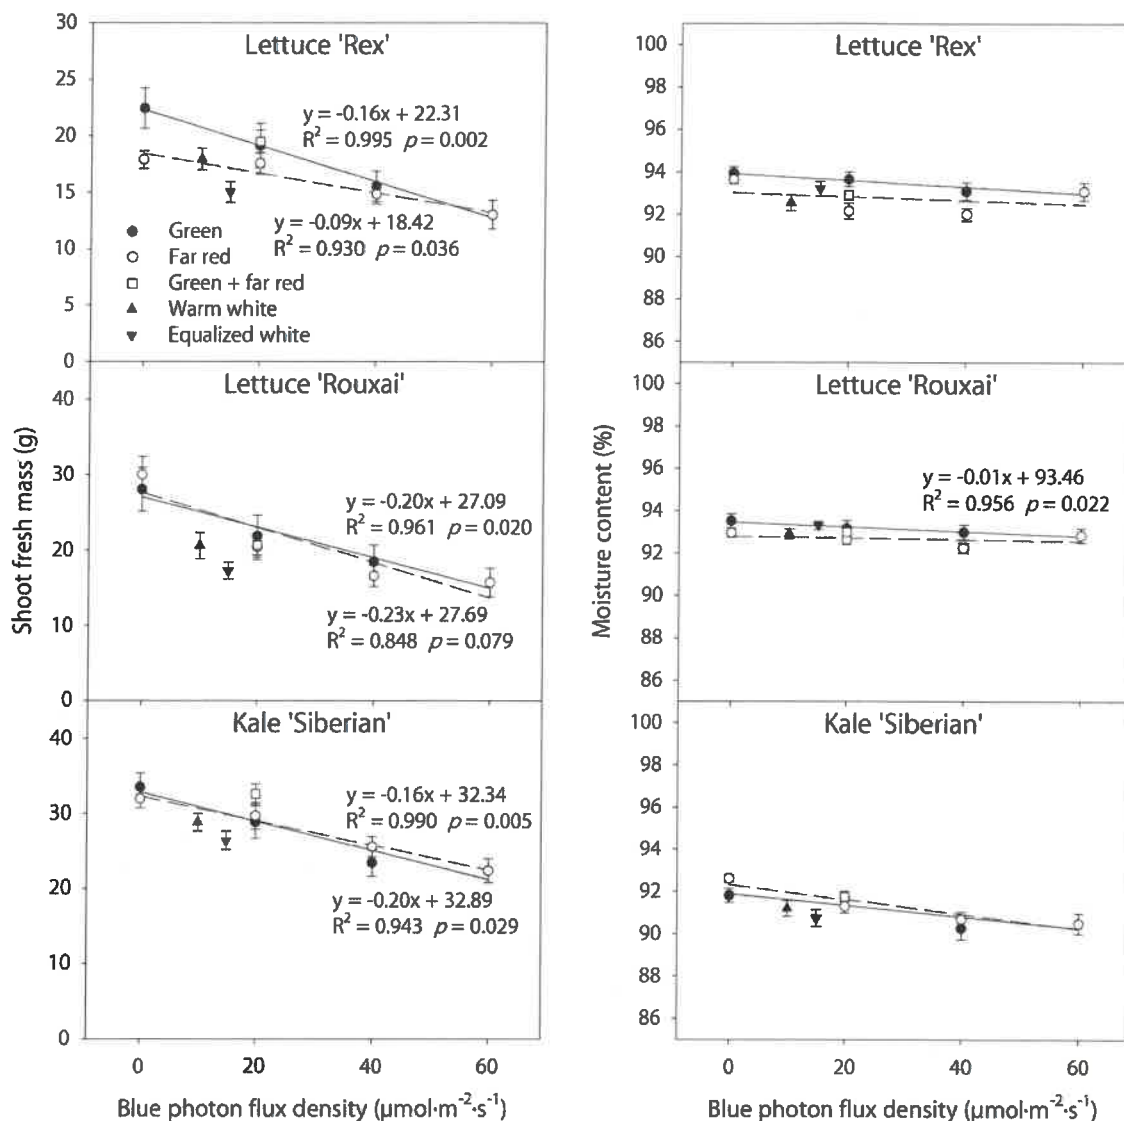 30
25
20
15
10
5
0
Lettuce 'Rex'
y = -0.16x + 22.31
R² = 0.995 p = 0.002
y = -0.09x + 18.42
R² = 0.930 p = 0.036
Green
Far red
Green + far red
Warm white
Equalized white
Shoot fresh mass (g)
40
30
20
10
0
Lettuce 'Rouxai'
y = -0.20x + 27.09
R² = 0.961 p = 0.020
y = -0.23x + 27.69
R² = 0.848 p = 0.079
40
30
20
10
0
Kale 'Siberian'
y = -0.16x + 32.34
R² = 0.990 p = 0.005
y = -0.20x + 32.89
R² = 0.943 p = 0.029
0 20 40 60
Blue photon flux density (μmol·m⁻²·s⁻¹)
100
98
96
94
92
90
88
86
Lettuce 'Rex'
Moisture content (%)
100
98
96
94
92
90
88
86
Lettuce 'Rouxai'
y = -0.01x + 93.46
R² = 0.956 p = 0.022
100
98
96
94
92
90
88
86
Kale 'Siberian'
0 20 40 60
Blue photon flux density (μmol·m⁻²·s⁻¹)